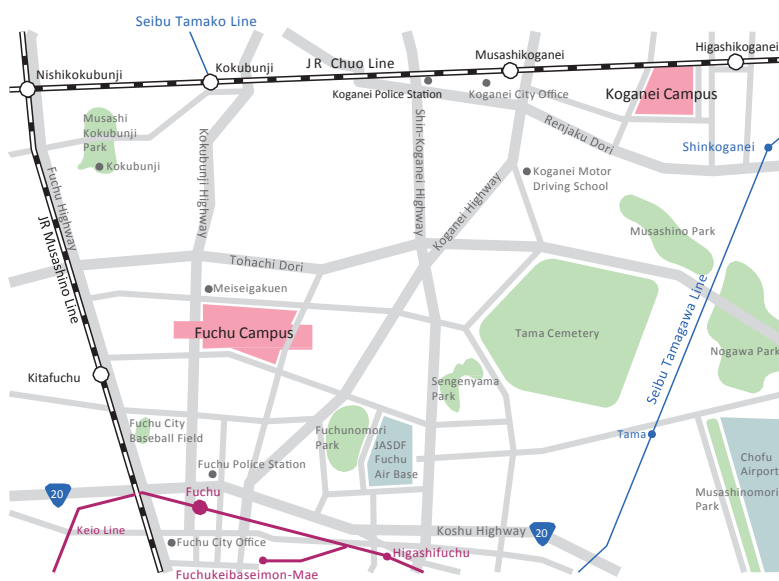 Seibu Tamako Line
Nishikokubunji
Kokubunji
JR Chuo Line
Musashikoganei
Higashikoganei
Koganei Police Station
Koganei City Office
Koganei Campus
Musashi
Kokubunji
Park
Kokubunji
Kokubunji Highway
Shin-Koganei Highway
Renjaku Dori
Shinkoganei
Fuchu Highway
JR Musashino Line
Koganei Highway
Koganei Motor
Driving School
Musashino Park
Tohachi Dori
Meiseigakuen
Fuchu Campus
Tama Cemetery
Seibu Tamagawa Line
Nogawa Park
Kitafuchu
Sengenyama
Park
Fuchu City
Baseball Field
Fuchunomori
Park
JASDF
Fuchu
Air Base
Tama
Fuchu Police Station
Chofu
Airport
Musashinomori
Park
20
Fuchu
Keio Line
Koshu Highway
20
Fuchu City Office
Higashifuchu
Fuchukeibaseimon-Mae